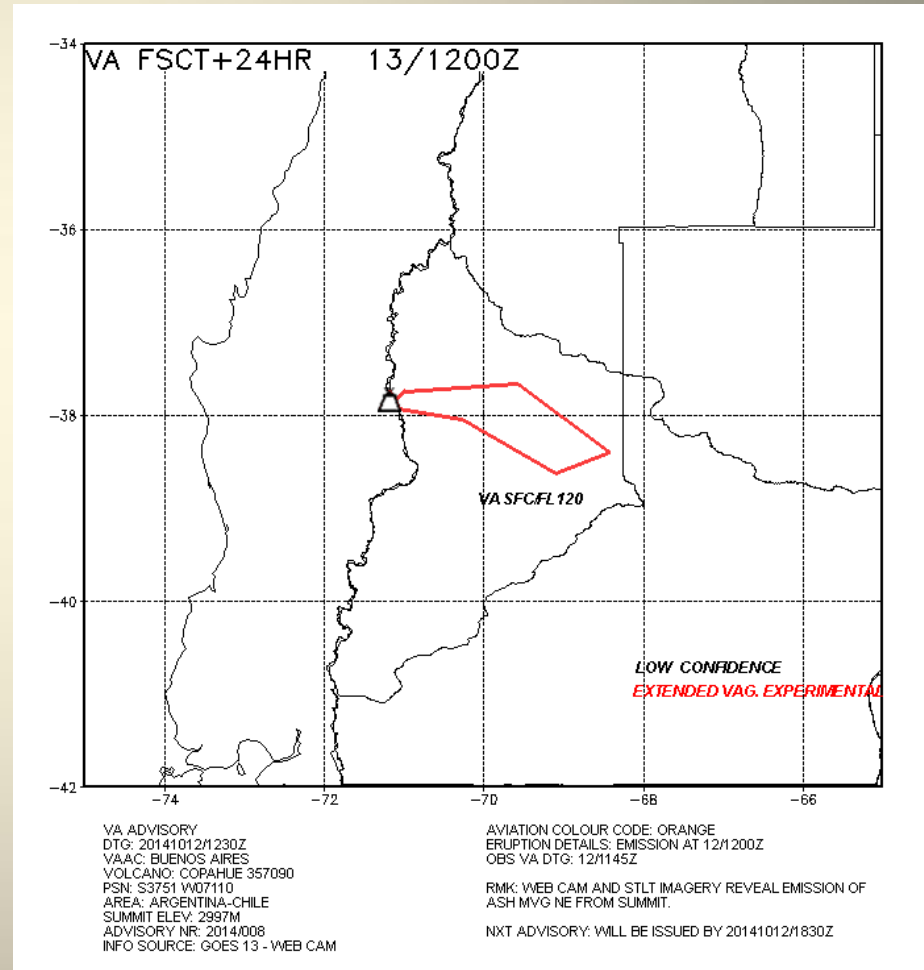 VA FSCT+24HR 13/1200Z
-34
-36
-38
-40
-42
VA SFC/FL120
LOW CONFIDENCE
EXTENDED VAG. EXPERIMENTAL
-74
-72
-70
-68
-66
VA ADVISORY
DTG: 20141012/1230Z
VAAC: BUENOS AIRES
VOLCANO: COPAHUE 357090
PSN: S3751 W07110
AREA: ARGENTINA-CHILE
SUMMIT ELEV: 2997M
ADVISORY NR: 2014/008
INFO SOURCE: GOES 13 - WEB CAM
AVIATION COLOUR CODE: ORANGE
ERUPTION DETAILS: EMISSION AT 12/1200Z
OBS VA DTG: 12/1145Z
RMK: WEB CAM AND STLT IMAGERY REVEAL EMISSION OF
ASH MVG NE FROM SUMMIT.
NXT ADVISORY: WILL BE ISSUED BY 20141012/1830Z